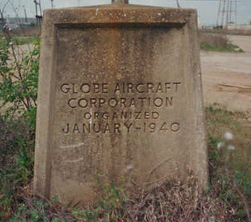 GLOBE AIRCRAFT
CORPORATION
ORGANIZED
JANUARY-1940